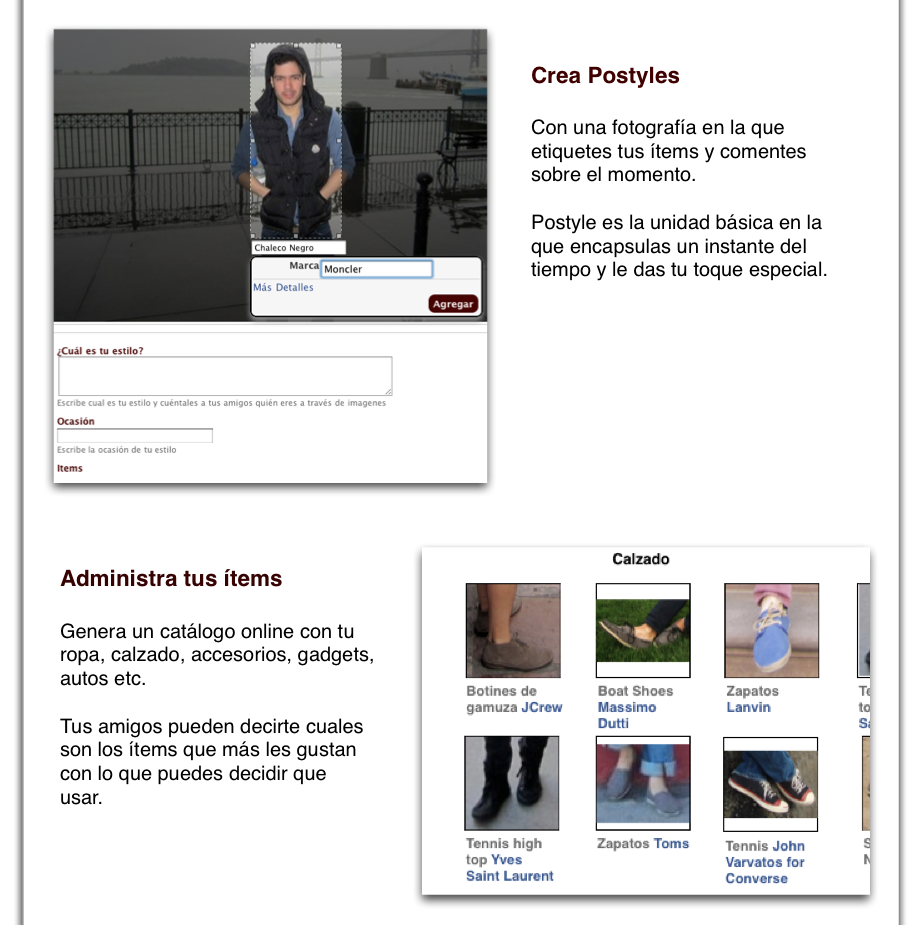 Crea Postyles
Con una fotografía en la que
etiquetes tus ítems y comentes
sobre el momento.
Postyle es la unidad básica en la
que encapsulas un instante del
tiempo y le das tu toque especial.
Chaleco Negro
Marca Moncler
Más Detalles
Agregar
¿Cuál es tu estilo?
Escribe cual es tu estilo y cuéntales a tus amigos quién eres a través de imagenes
Ocasión
Escribe la ocasión de tu estilo
Items
Administra tus ítems
Genera un catálogo online con tu
ropa, calzado, accesorios, gadgets,
autos etc.
Tus amigos pueden decirte cuales
son los ítems que más les gustan
con lo que puedes decidir que
usar.
Calzado
Botines de
gamuza JCrew
Boat Shoes
Massimo
Dutti
Zapatos
Lanvin
Tennis high
top Yves
Saint Laurent
Zapatos Toms
Tennis John
Varvatos for
Converse